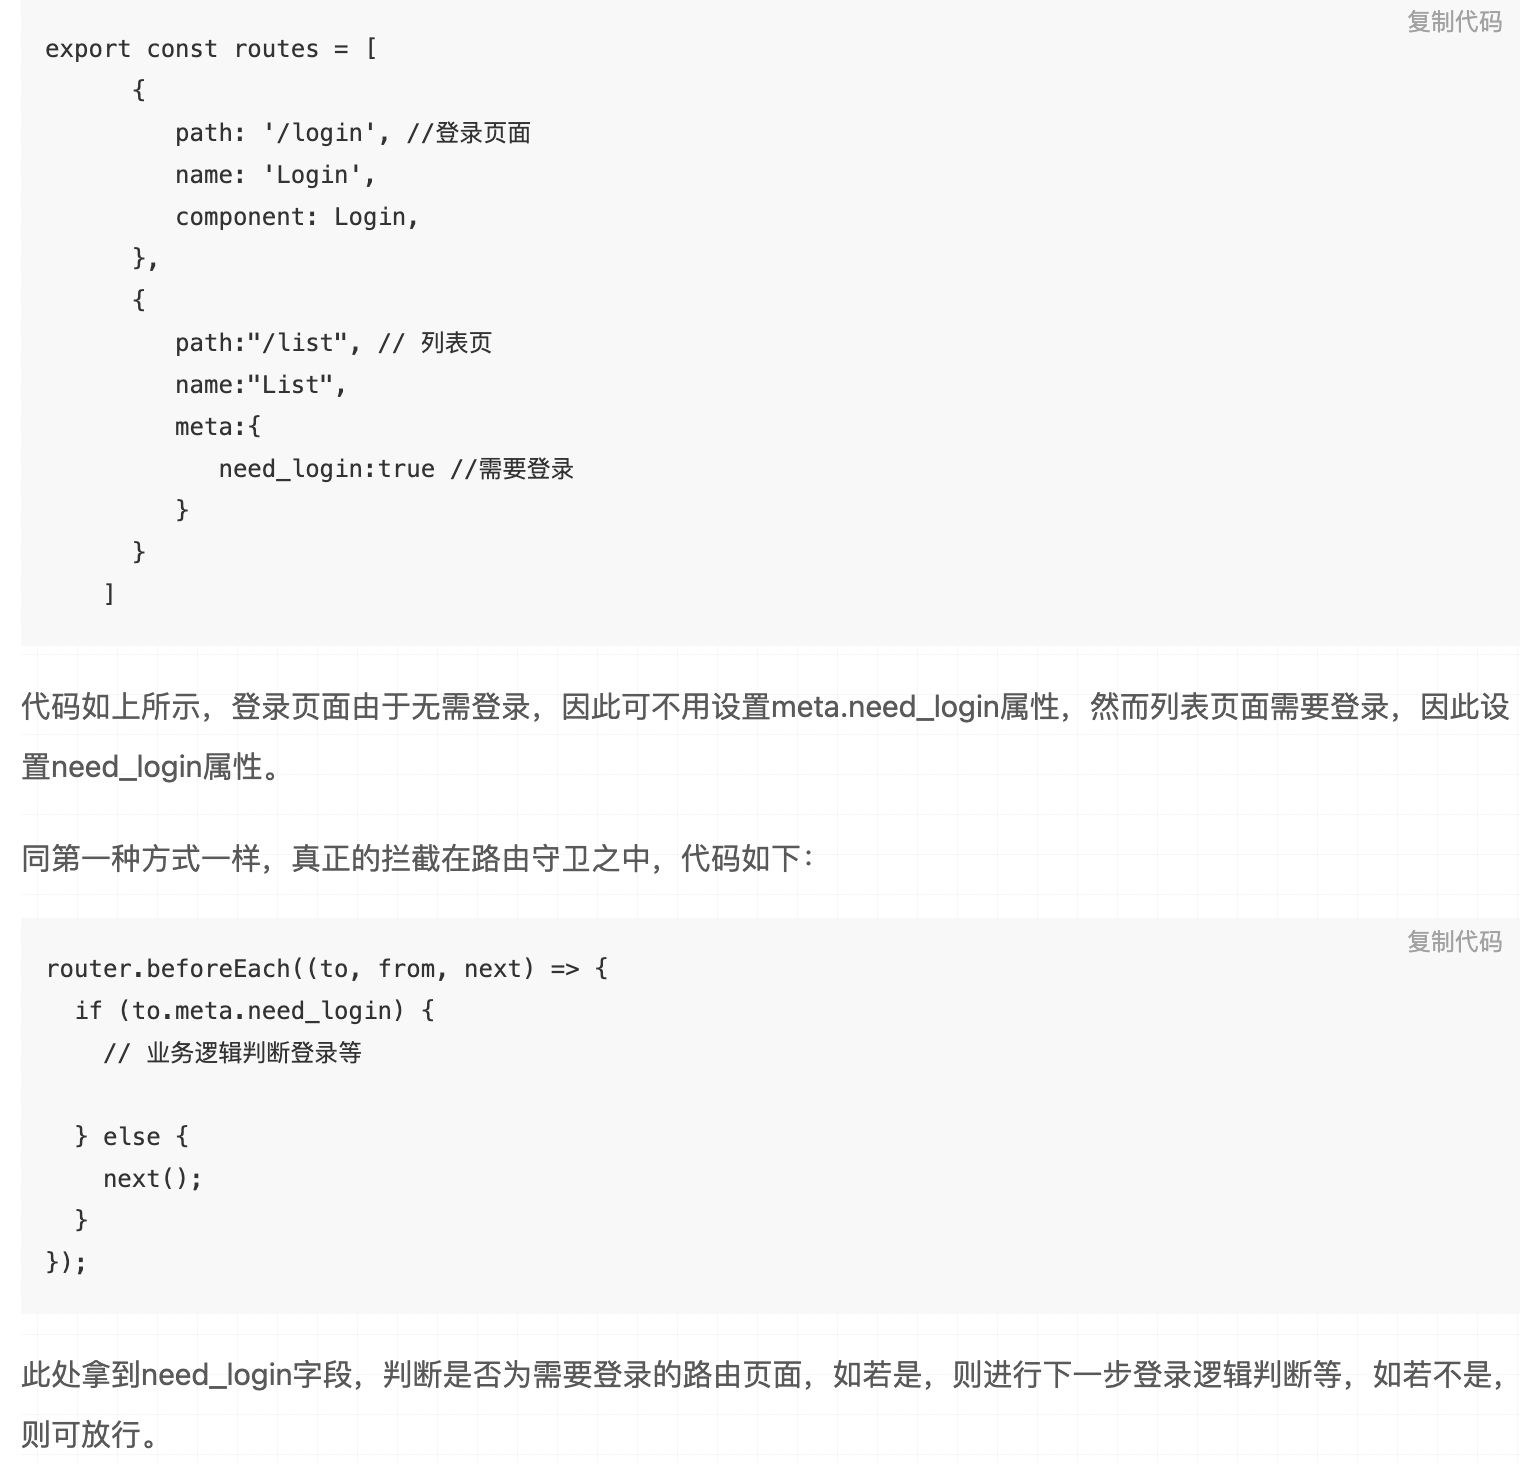 复制代码
export const routes = [
      {
         path: '/login', //登录页面
         name: 'Login',
         component: Login,
      },
      {
         path:"/list", // 列表页
         name:"List",
         meta:{
            need_login:true //需要登录
         }
      }
    ]
代码如上所示，登录页面由于无需登录，因此可不用设置meta.need_login属性，然而列表页面需要登录，因此设
置need_login属性。
同第一种方式一样，真正的拦截在路由守卫之中，代码如下：
复制代码
router.beforeEach((to, from, next) => {
  if (to.meta.need_login) {
    // 业务逻辑判断登录等
  } else {
    next();
  }
});
此处拿到need_login字段，判断是否为需要登录的路由页面，如若是，则进行下一步登录逻辑判断等，如若不是，
则可放行。